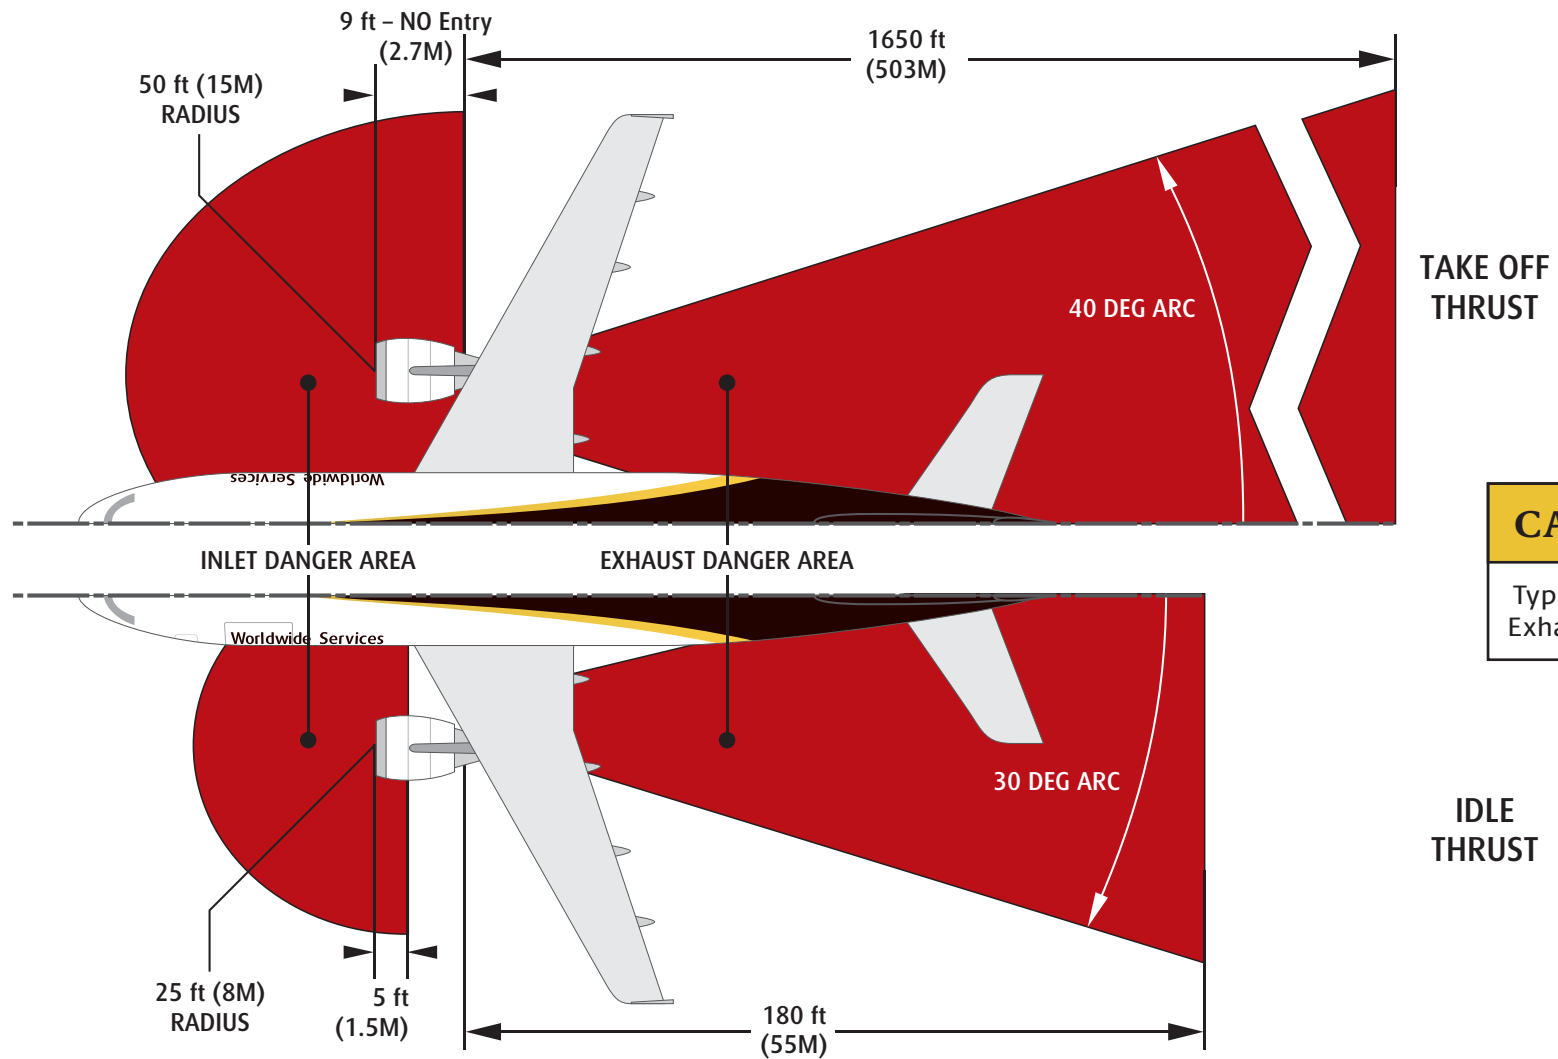 9 ft – NO Entry
(2.7M)
1650 ft
(503M)
50 ft (15M)
RADIUS
TAKE OFF
THRUST
40 DEG ARC
Worldwide Services
INLET DANGER AREA
EXHAUST DANGER AREA
Worldwide Services
30 DEG ARC
IDLE
THRUST
25 ft (8M)
RADIUS
5 ft
(1.5M)
180 ft
(55M)